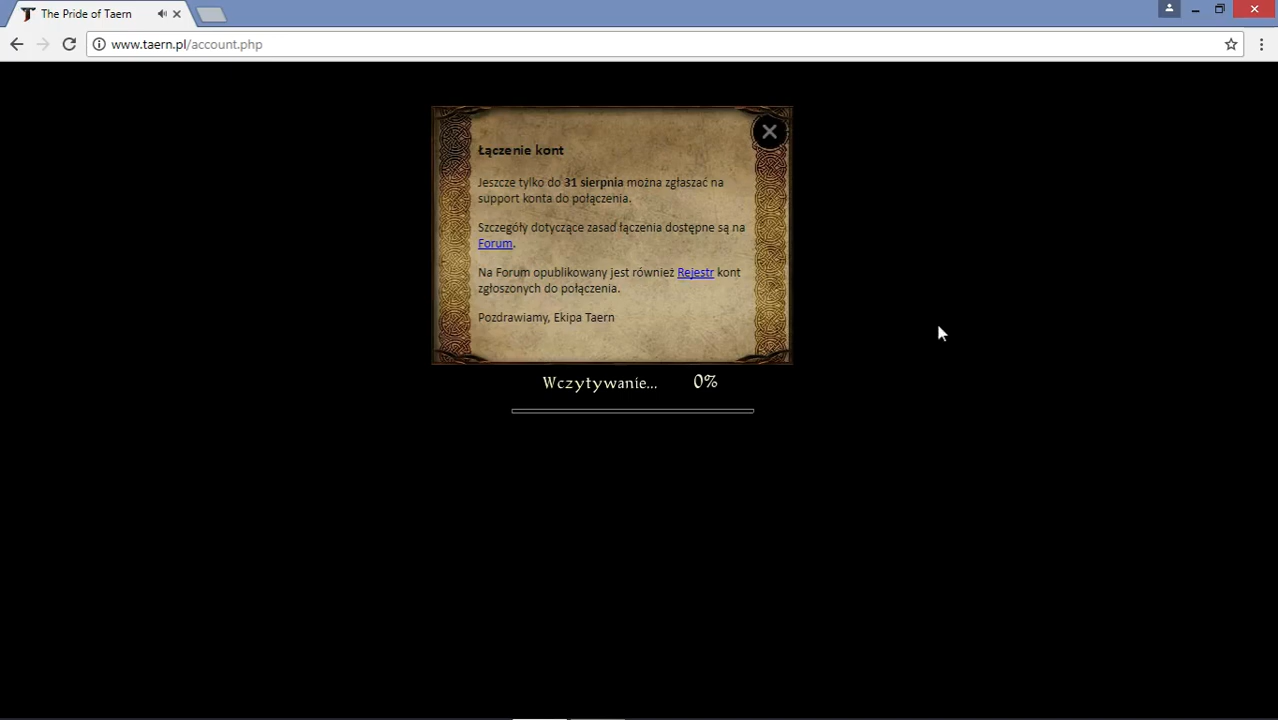 The Pride of Taern
www.taern.pl/account.php
Łączenie kont
Jeszcze tylko do 31 sierpnia można zgłaszać na
support konta do połączenia.
Szczegóły dotyczące zasad łączenia dostępne są na
Forum.
Na Forum opublikowany jest również Rejestr kont
zgłoszonych do połączenia.
Pozdrawiamy, Ekipa Taern
Wczytywanie... 0%